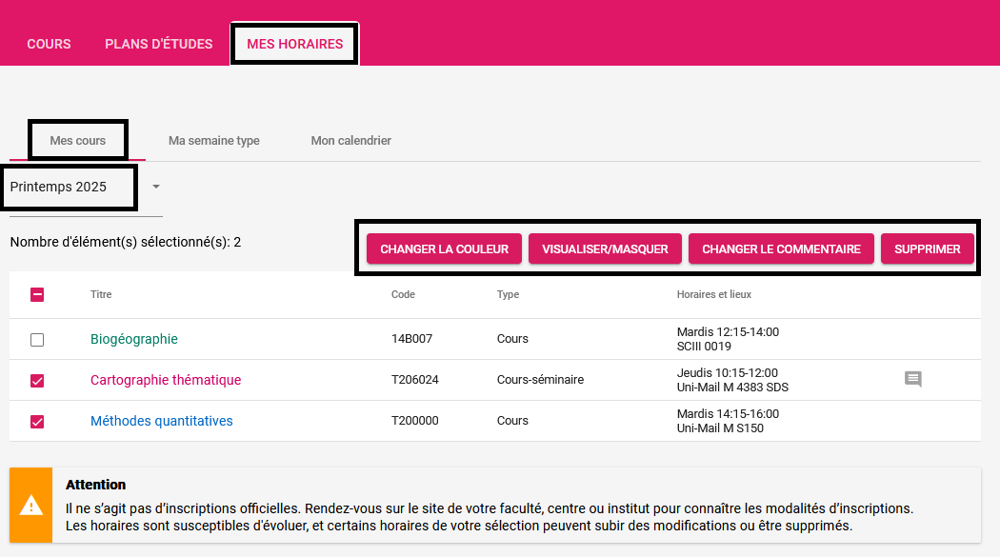 COURS PLANS D'ÉTUDES MES HORAIRES
Mes cours Ma semaine type Mon calendrier
Printemps 2025
Nombre d'élément(s) sélectionné(s): 2 CHANGER LA COULEUR VISUALISER/MASQUER CHANGER LE COMMENTAIRE SUPPRIMER
Titre Code Type Horaires et lieux
Biogéographie 14B007 Cours Mardis 12:15-14:00
SCIII 0019
Cartographie thématique T206024 Cours-séminaire Jeudis 10:15-12:00
Uni-Mail M 4383 SDS
Méthodes quantitatives T200000 Cours Mardis 14:15-16:00
Uni-Mail M S150
Attention
Il ne s’agit pas d’inscriptions officielles. Rendez-vous sur le site de votre faculté, centre ou institut pour connaître les modalités d’inscriptions.
Les horaires sont susceptibles d'évoluer, et certains horaires de votre sélection peuvent subir des modifications ou être supprimés.